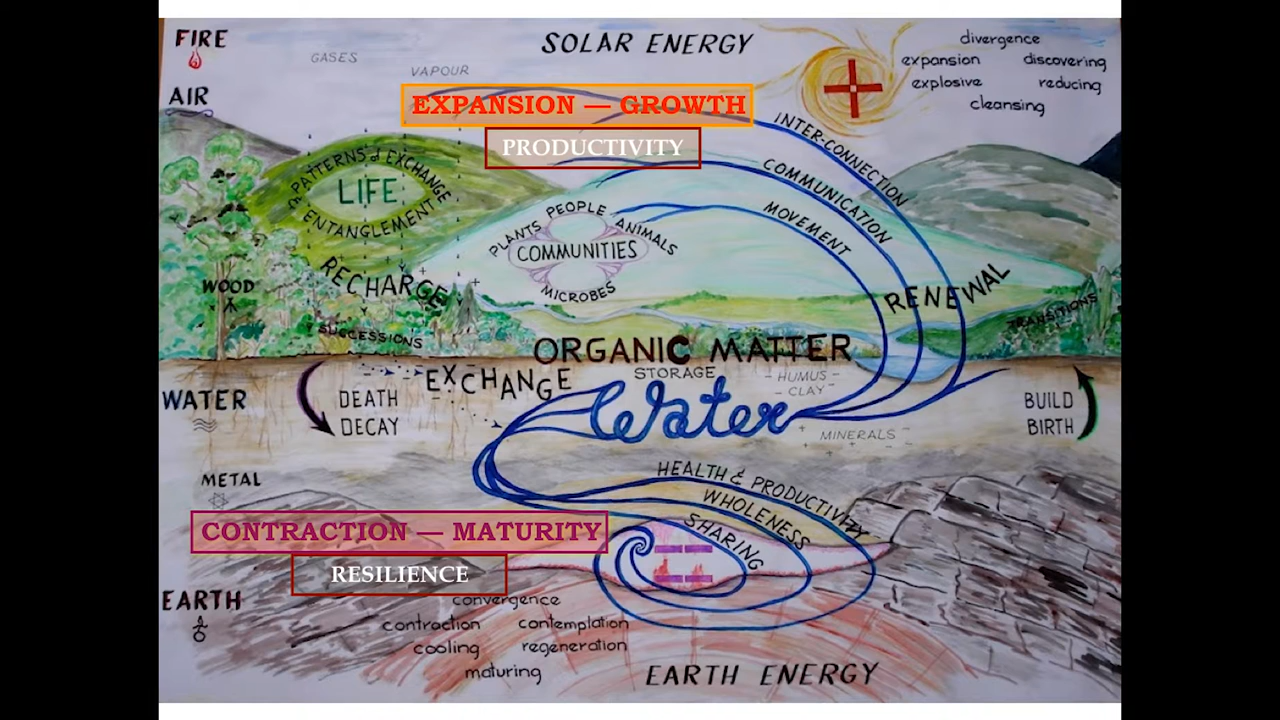 FIRE
SOLAR ENERGY
GASES
VAPOUR
AIR
divergence
expansion discovering
explosive reducing
cleansing
EXPANSION — GROWTH
PRODUCTIVITY
INTER-CONNECTION
COMMUNICATION
MOVEMENT
PATTERNS of EXCHANGE
LIFE
& ENTANGLEMENT
PLANTS PEOPLE ANIMALS
COMMUNITIES
MICROBES
WOOD
RECHARGE
SUCCESSIONS
RENEWAL
TRANSITIONS
ORGANIC MATTER
STORAGE
EXCHANGE
HUMUS
CLAY
WATER
Water
DEATH
DECAY
BUILD
BIRTH
MINERALS
METAL
HEALTH & PRODUCTIVITY
WHOLENESS
SHARING
CONTRACTION — MATURITY
RESILIENCE
EARTH
convergence
contraction contemplation
cooling regeneration
maturing
EARTH ENERGY